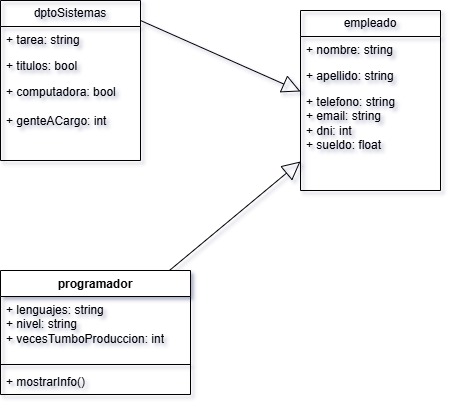 dptoSistemas
+ tarea: string
+ titulos: bool
+ computadora: bool
+ genteACargo: int
empleado
+ nombre: string
+ apellido: string
+ telefono: string
+ email: string
+ dni: int
+ sueldo: float
programador
+ lenguajes: string
+ nivel: string
+ vecesTumboProduccion: int
+ mostrarInfo()